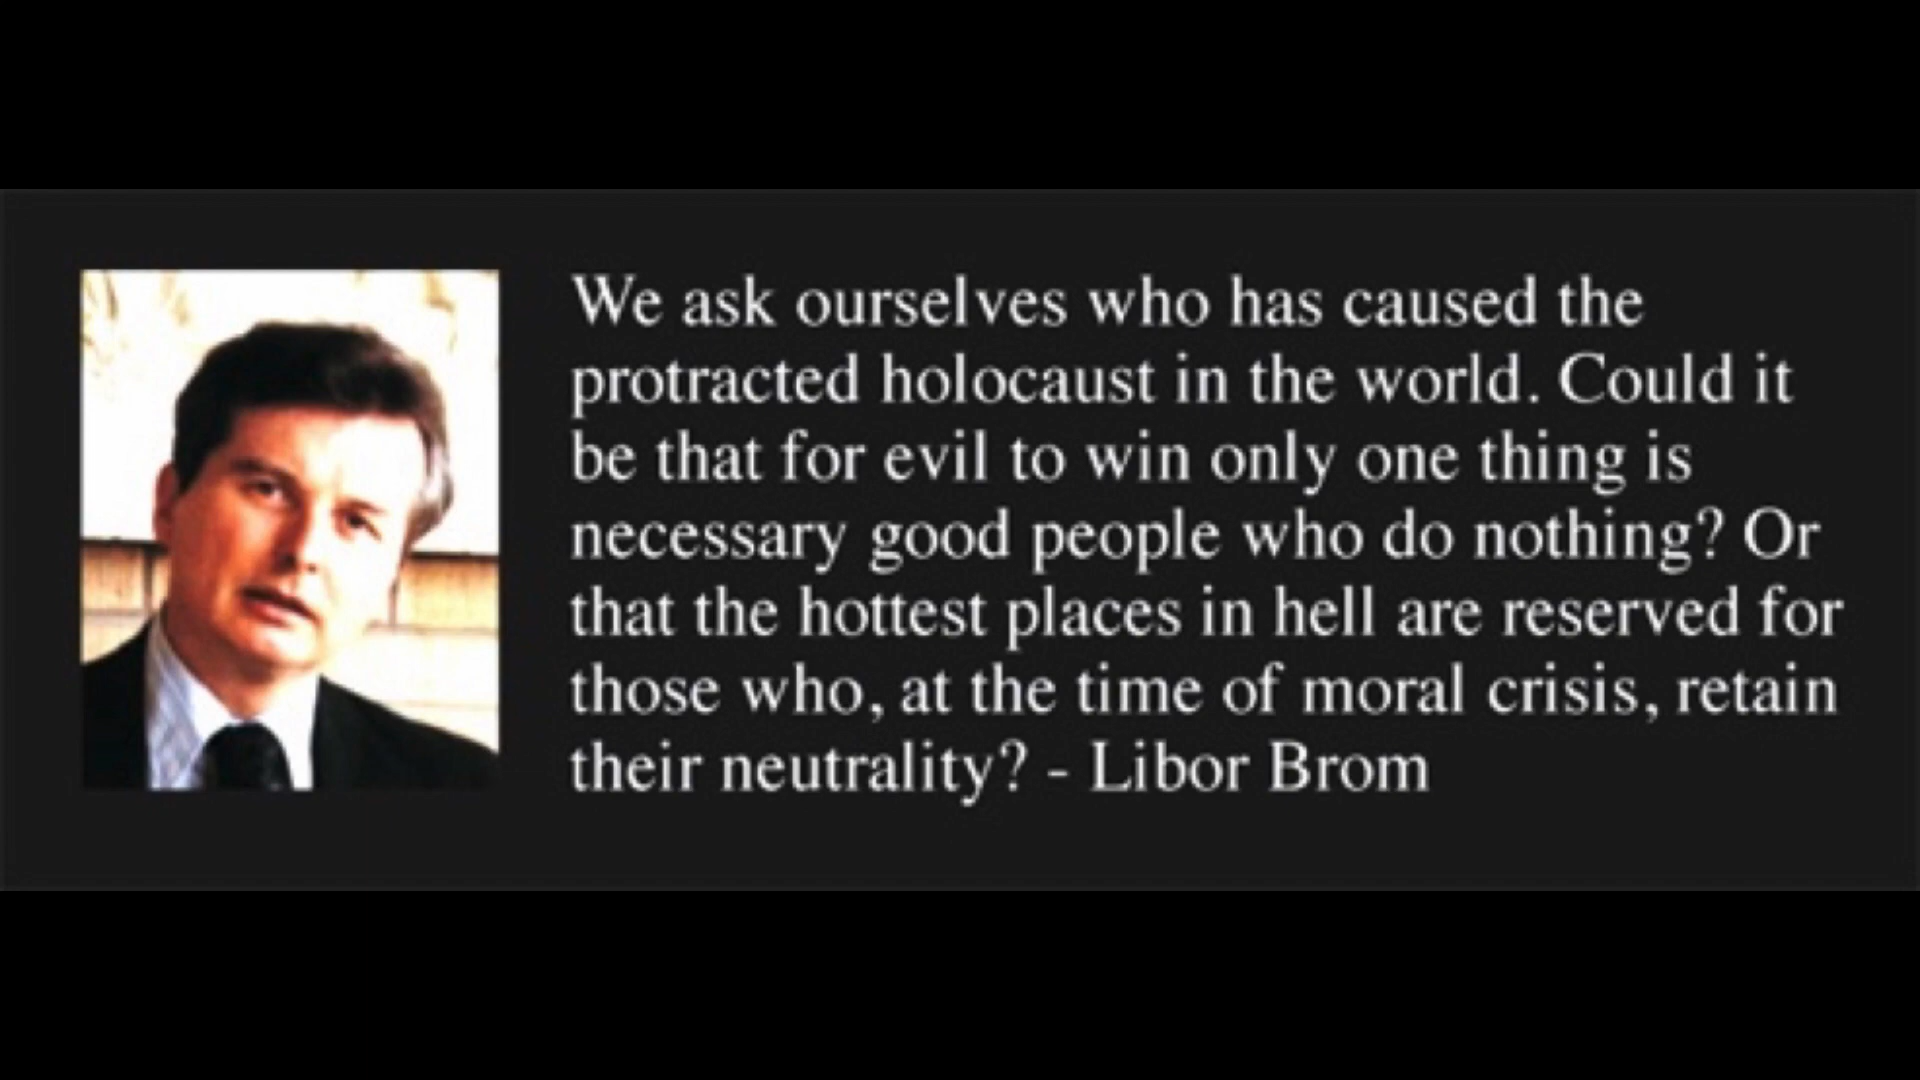 We ask ourselves who has caused the
protracted holocaust in the world. Could it
be that for evil to win only one thing is
necessary good people who do nothing? Or
that the hottest places in hell are reserved for
those who, at the time of moral crisis, retain
their neutrality? - Libor Brom